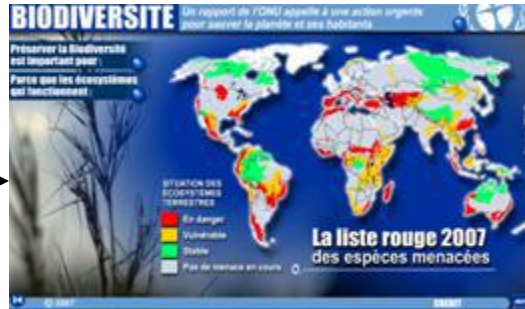 BIODIVERSITE
Un rapport de l'ONU appelle à une action urgente
pour sauver la planète et ses habitants
Préserver la Biodiversité
est important pour :
Parce que les écosystèmes
qui fonctionnent :
SITUATION DES
ÉCOSYSTÈMES
TERRESTRES
En danger
Vulnérable
Stable
Pas de menace en cours
La liste rouge 2007
des espèces menacées
© 2007
CREDIT